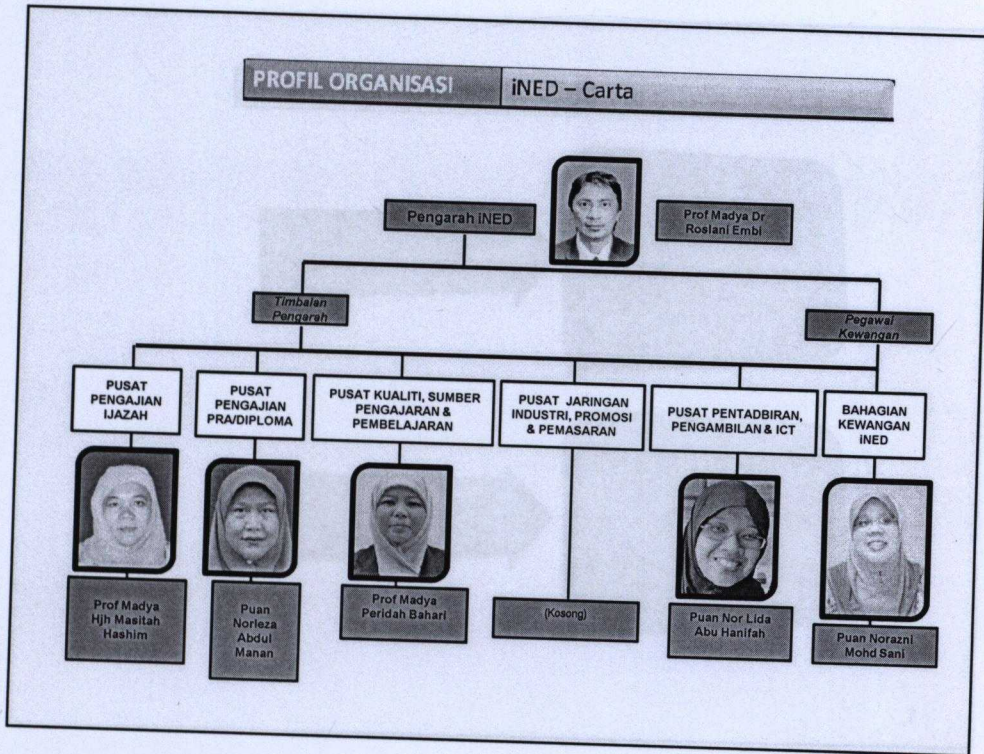 PROFIL ORGANISASI iNED – Carta
Pengarah iNED
Prof Madya Dr
Roslani Embi
Timbalan
Pengarah
Pegawai
Kewangan
PUSAT
PENGAJIAN
IJAZAH
PUSAT
PENGAJIAN
PRA/DIPLOMA
PUSAT KUALITI, SUMBER
PENGAJARAN &
PEMBELAJARAN
PUSAT JARINGAN
INDUSTRI, PROMOSI
& PEMASARAN
PUSAT PENTADBIRAN,
PENGAMBILAN & ICT
BAHAGIAN
KEWANGAN
iNED
Prof Madya
Hjh Masitah
Hashim
Puan
Norleza
Abdul
Manan
Prof Madya
Peridah Bahari
(Kosong)
Puan Nor Lida
Abu Hanifah
Puan Norazni
Mohd Sani